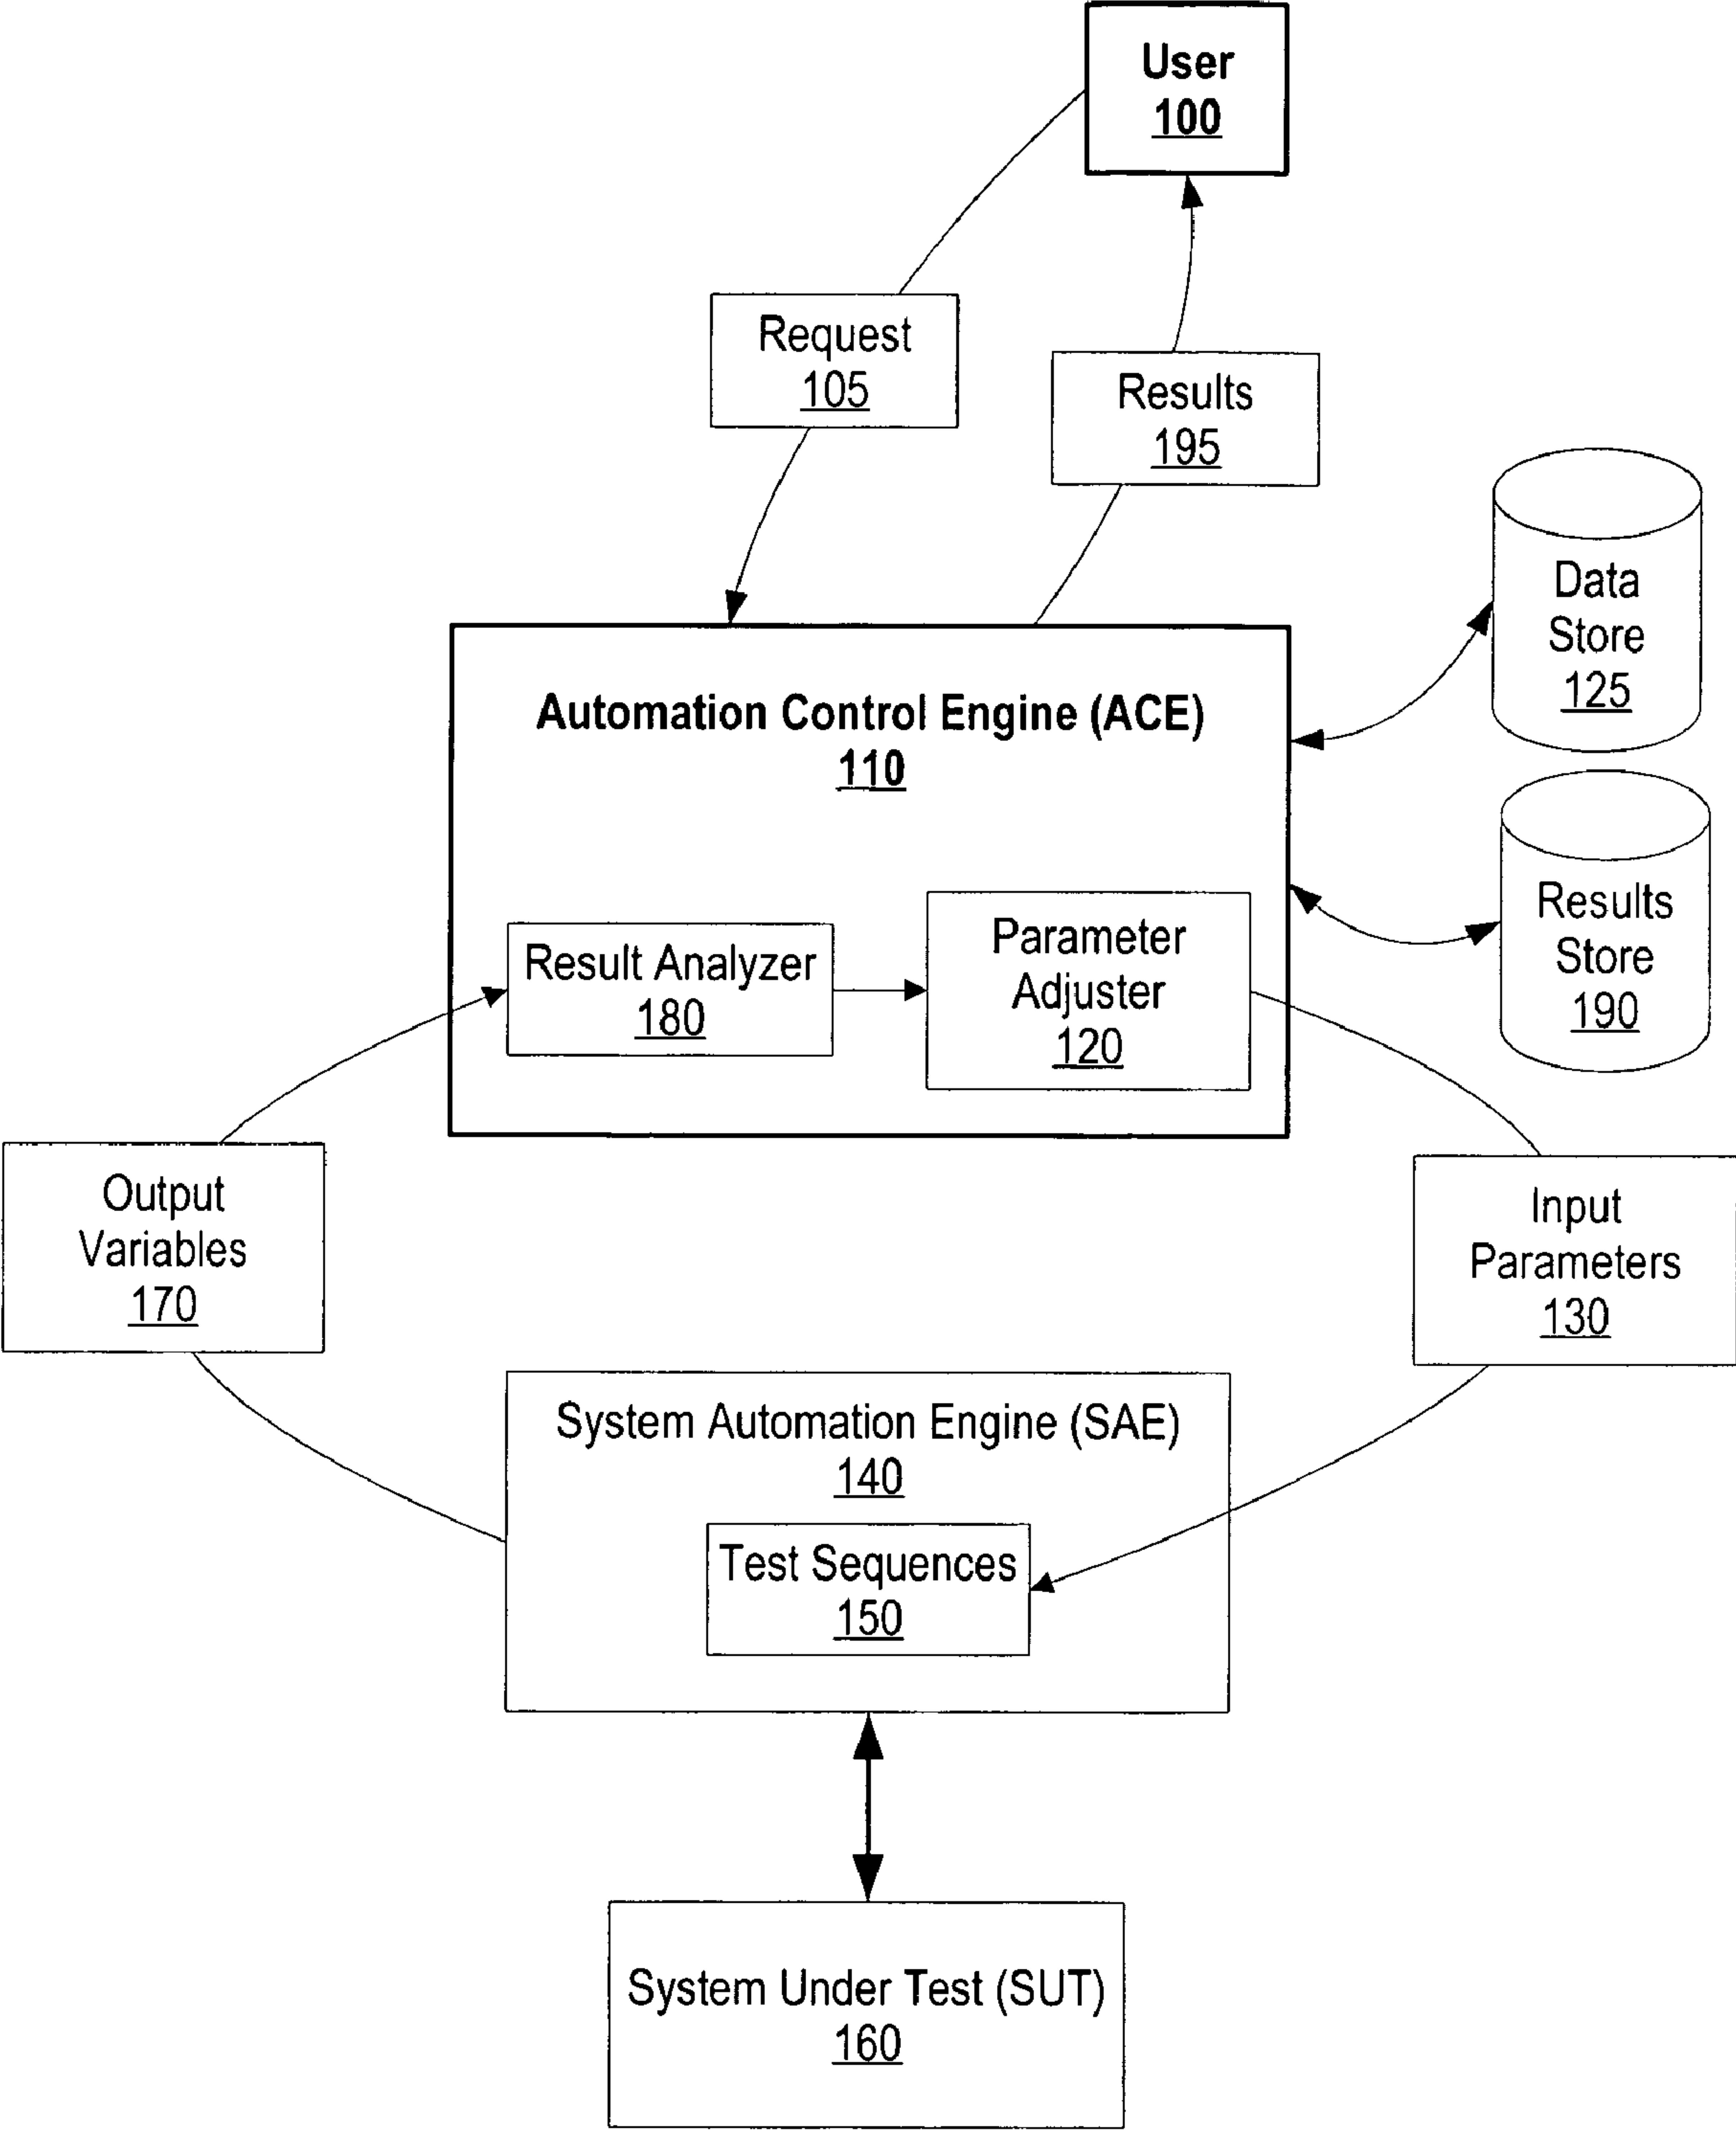 User
100
Request
105
Results
195
Data
Store
125
Automation Control Engine (ACE)
110
Results
Store
190
Result Analyzer
180
Parameter
Adjuster
120
Output
Variables
170
Input
Parameters
130
System Automation Engine (SAE)
140
Test Sequences
150
System Under Test (SUT)
160